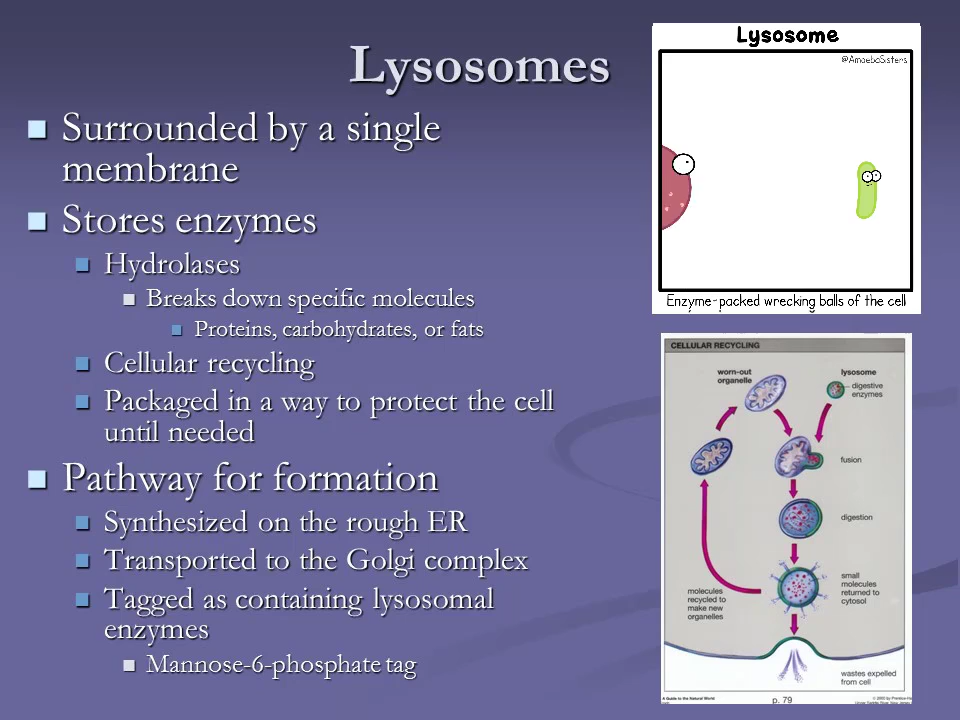 Lysosomes
Surrounded by a single
membrane
Stores enzymes
Hydrolases
Breaks down specific molecules
Proteins, carbohydrates, or fats
Cellular recycling
Packaged in a way to protect the cell
until needed
Pathway for formation
Synthesized on the rough ER
Transported to the Golgi complex
Tagged as containing lysosomal
enzymes
Mannose-6-phosphate tag
Lysosome
@AmoebaSisters
Enzyme-packed wrecking balls of the cell
CELLULAR RECYCLING
worn-out
organelle
lysosome
digestive
enzymes
fusion
digestion
small
molecules
returned to
cytosol
molecules
recycled to
make new
organelles
wastes expelled
from cell
Guide to the Natural World
p. 79